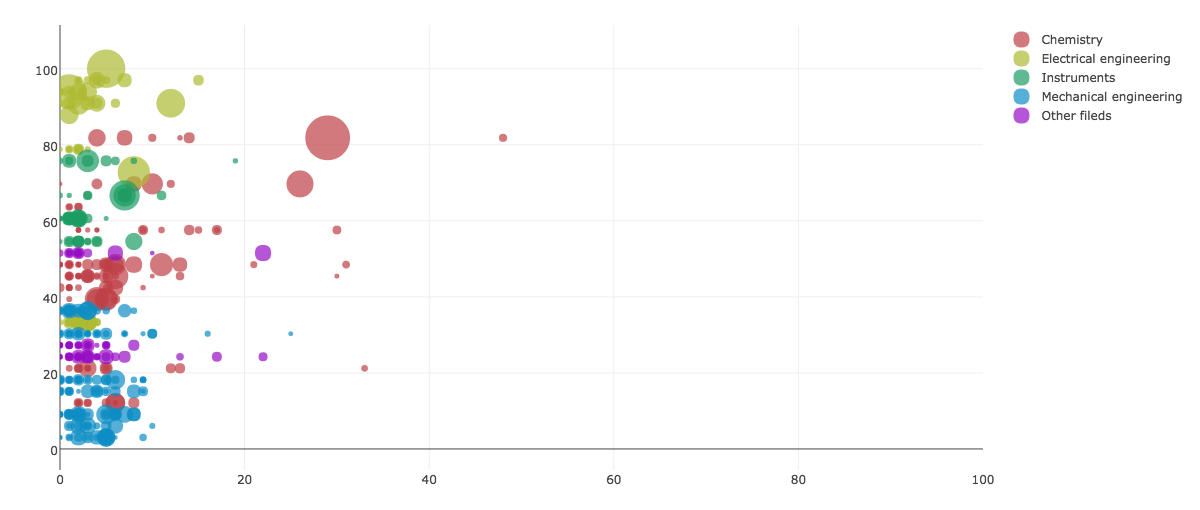 100
80
60
40
20
0
0 20 40 60 80 100
Chemistry
Electrical engineering
Instruments
Mechanical engineering
Other fileds